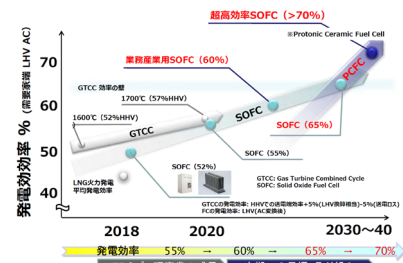 超高効率SOFC (>70%)
※Protonic Ceramic Fuel Cell
業務産業用SOFC (60%)
発電効効率 % (需要家端 LHV AC)
70
60
50
40
GTCC 効率の壁
1700℃ (57%HHV)
1600℃ (52%HHV)
GTCC
SOFC
PCFC
SOFC (65%)
SOFC (55%)
SOFC (52%)
LNG火力発電
平均発電効率
GTCC: Gas Turbine Combined Cycle
SOFC: Solid Oxide Fuel Cell
GTCCの発電効率: HHVでの送電端効率+5%(LHV換算相当)-5%(送電ロス)
FCの発電効率: LHV(AC変換後)
2018
2020
2030~40
発電効率 55% → 60% → 65% → 70%